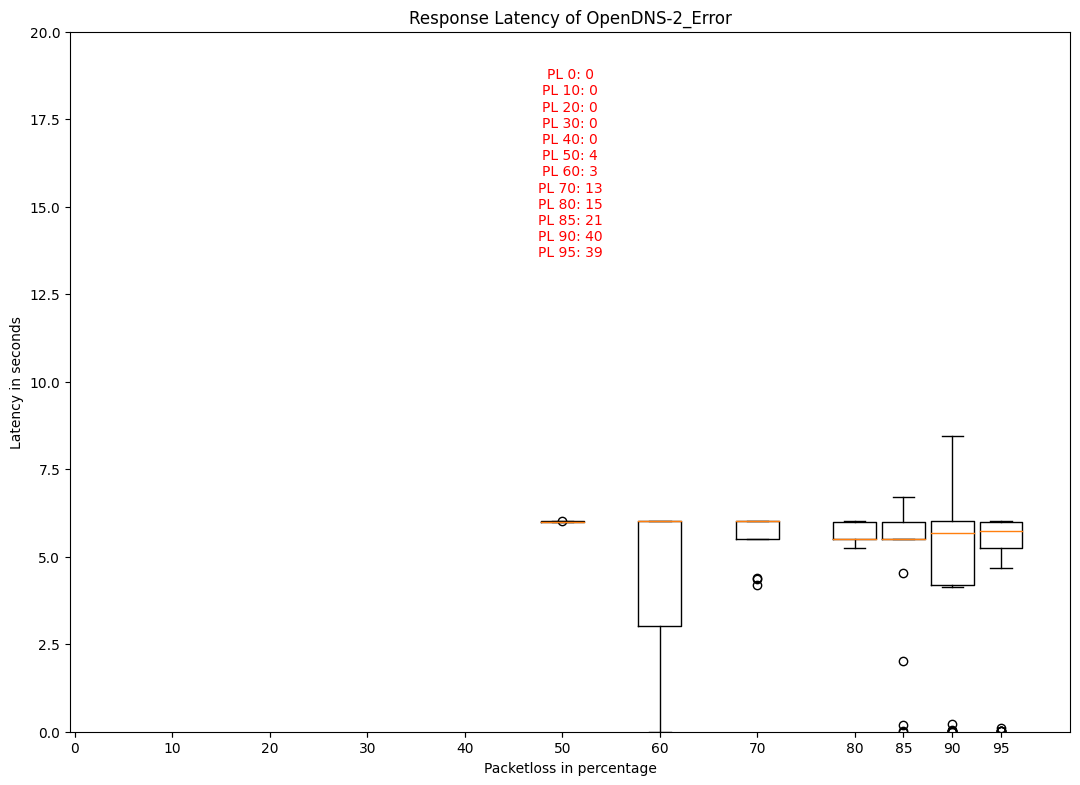 Response Latency of OpenDNS-2_Error
20.0
17.5
15.0
12.5
10.0
7.5
5.0
2.5
0.0
Latency in seconds
PL 0: 0
PL 10: 0
PL 20: 0
PL 30: 0
PL 40: 0
PL 50: 4
PL 60: 3
PL 70: 13
PL 80: 15
PL 85: 21
PL 90: 40
PL 95: 39
0 10 20 30 40 50 60 70 80 85 90 95
Packetloss in percentage